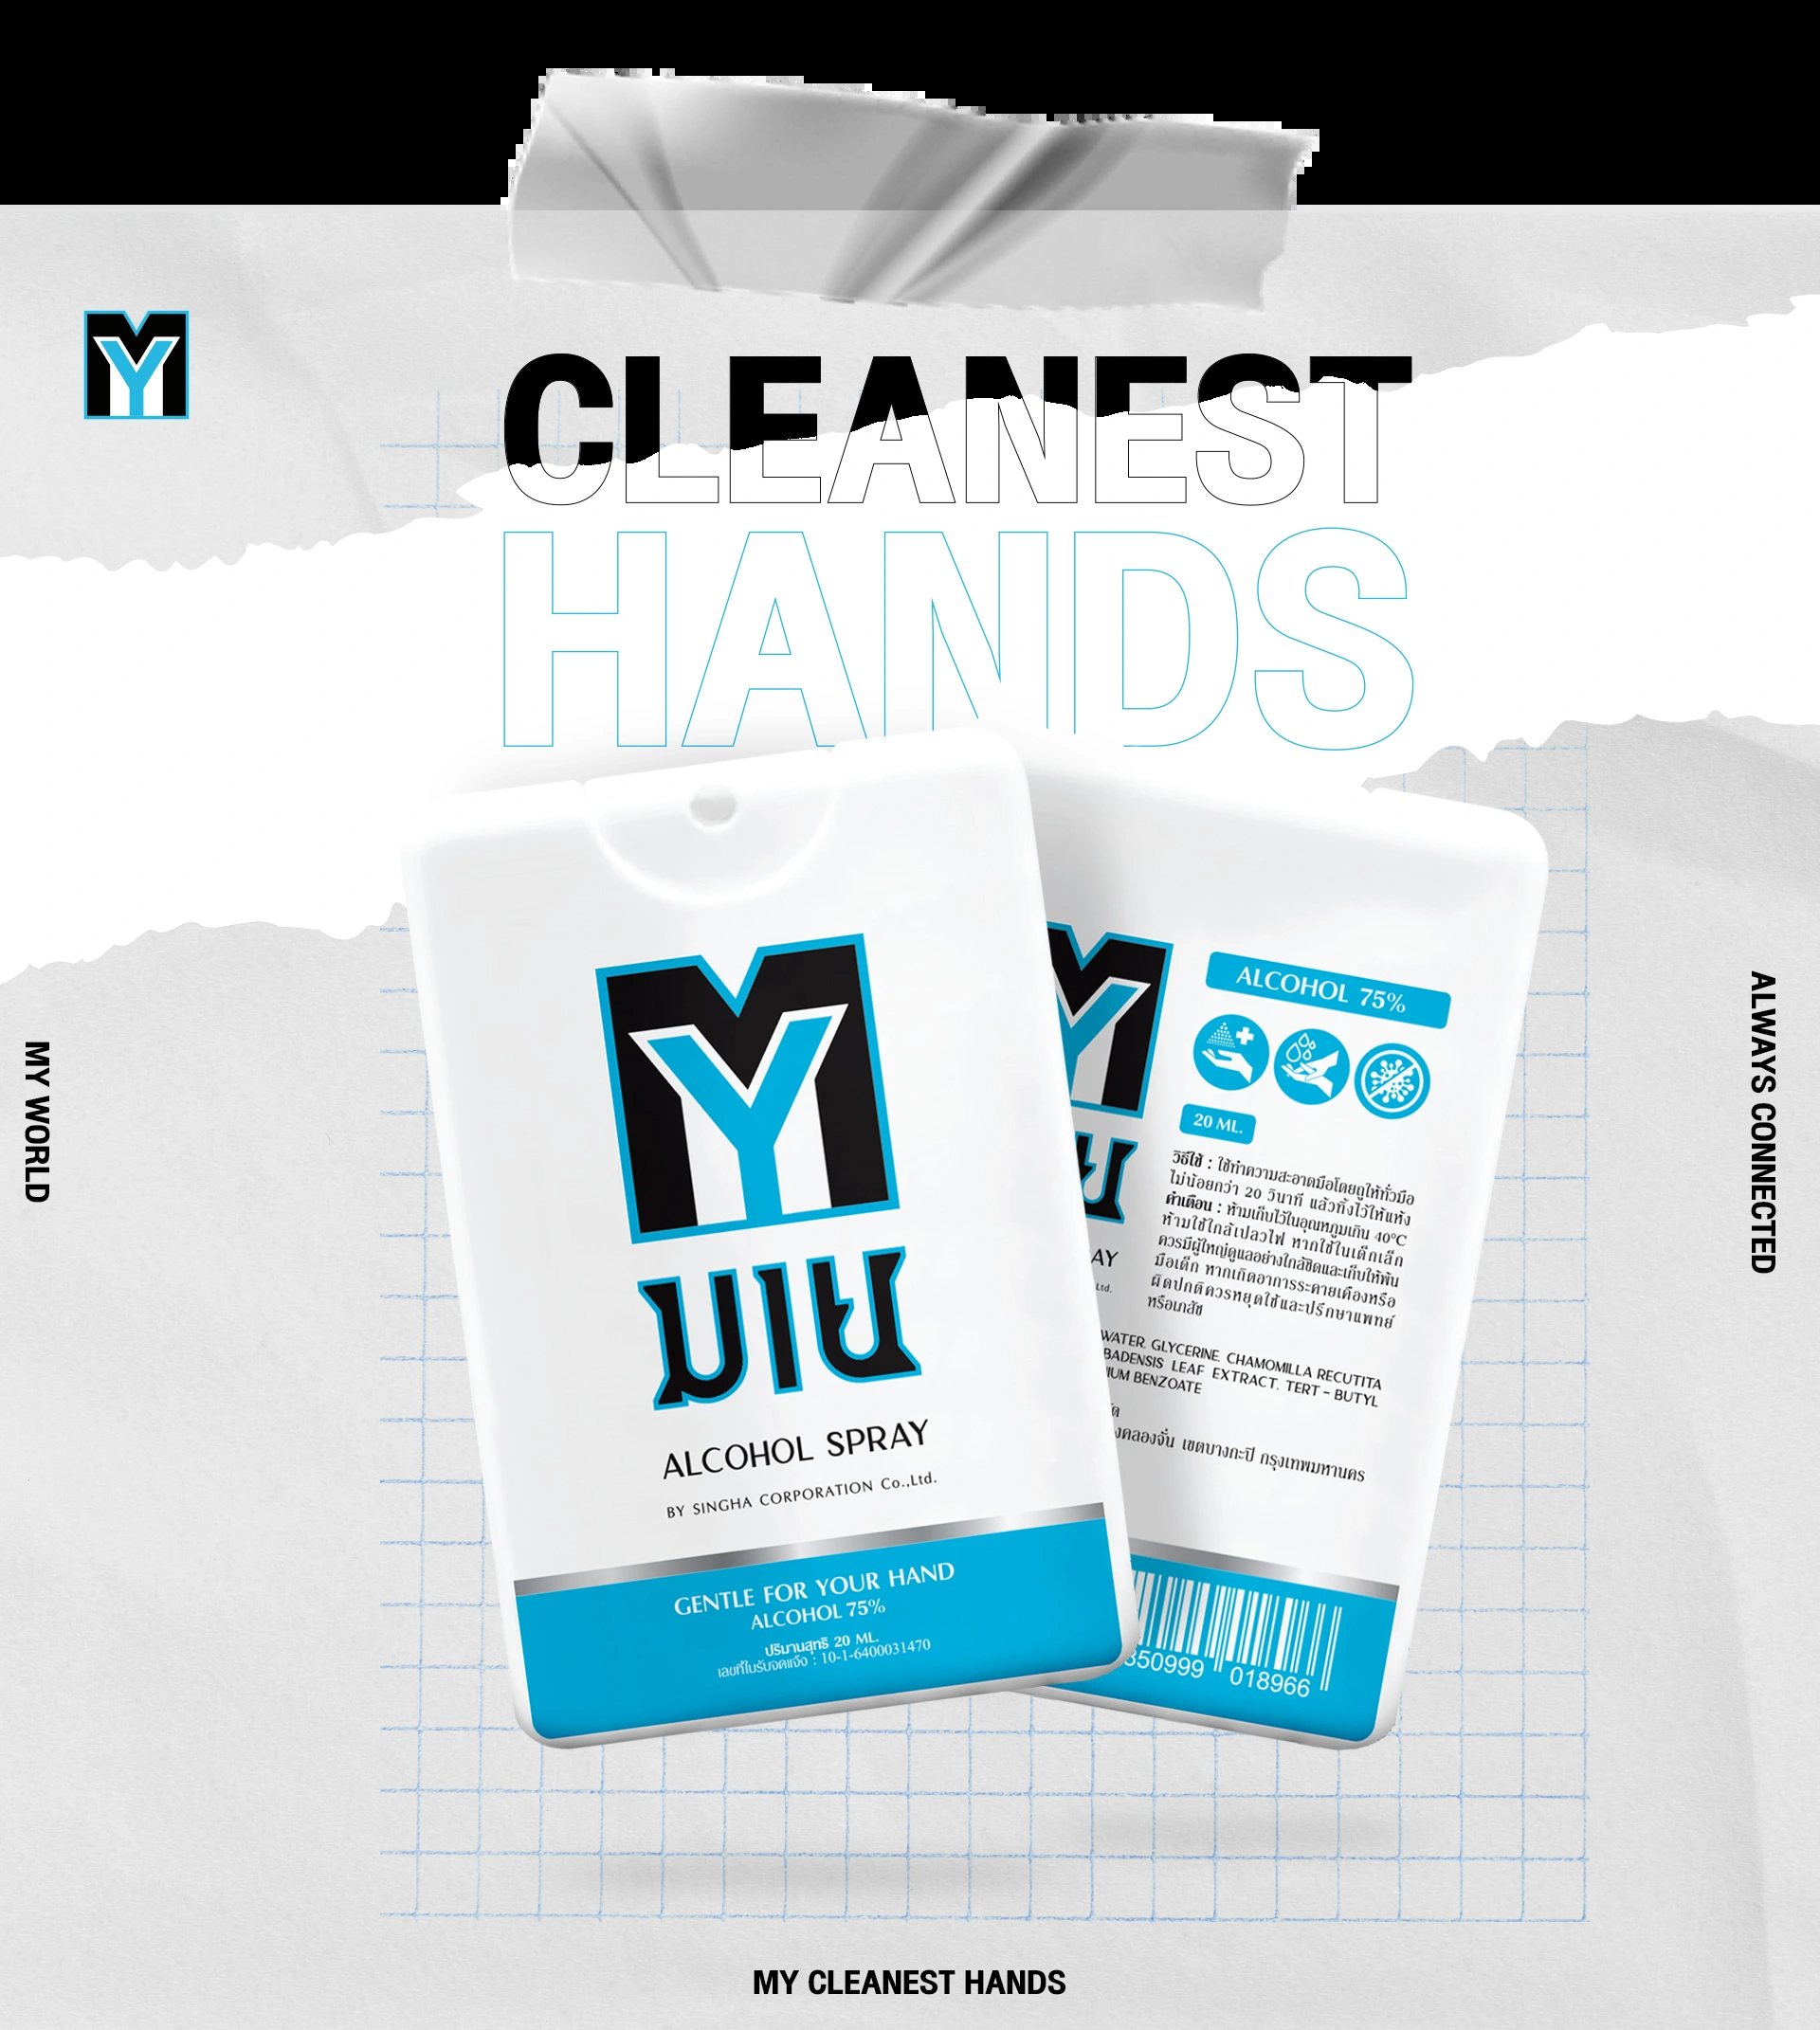 MY
CLEANEST
HANDS
MY WORLD
ALWAYS CONNECTED
MY
มาย
ALCOHOL SPRAY
BY SINGHA CORPORATION Co.,Ltd.
GENTLE FOR YOUR HAND
ALCOHOL 75%
ปริมาณสุทธิ 20 ML.
เลขที่ใบรับจดแจ้ง : 10-1-6400031470
ALCOHOL 75%
20 ML.
วิธีใช้ : ใช้ทำความสะอาดมือโดยถูให้ทั่วมือ
ไม่น้อยกว่า 20 วินาที แล้วทิ้งไว้ให้แห้ง
คำเตือน : ห้ามเก็บไว้ในอุณหภูมเกิน 40°C
ห้ามใช้ใกล้เปลวไฟ หากใช้ในเด็กเล็ก
ควรมีผู้ใหญ่ดูแลอย่างใกล้ชิดและเก็บให้พ้น
มือเด็ก หากเกิดอาการระคายเคืองหรือ
ผิดปกติควรหยุดใช้และปรึกษาแพทย์
หรือเภสัช
WATER, GLYCERINE, CHAMOMILLA RECUTITA
BADENSIS LEAF EXTRACT, TERT - BUTYL
BENZOATE
คลองจั่น เขตบางกะปิ กรุงเทพมหานคร
850999 018966
MY CLEANEST HANDS